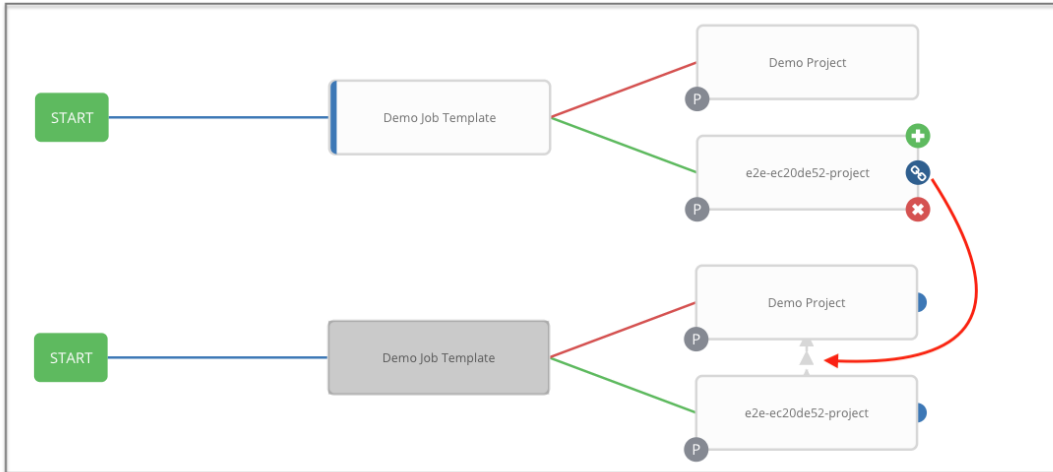 Demo Project
START
Demo Job Template
P
e2e-ec20de52-project
P
Demo Project
START
Demo Job Template
P
e2e-ec20de52-project
P